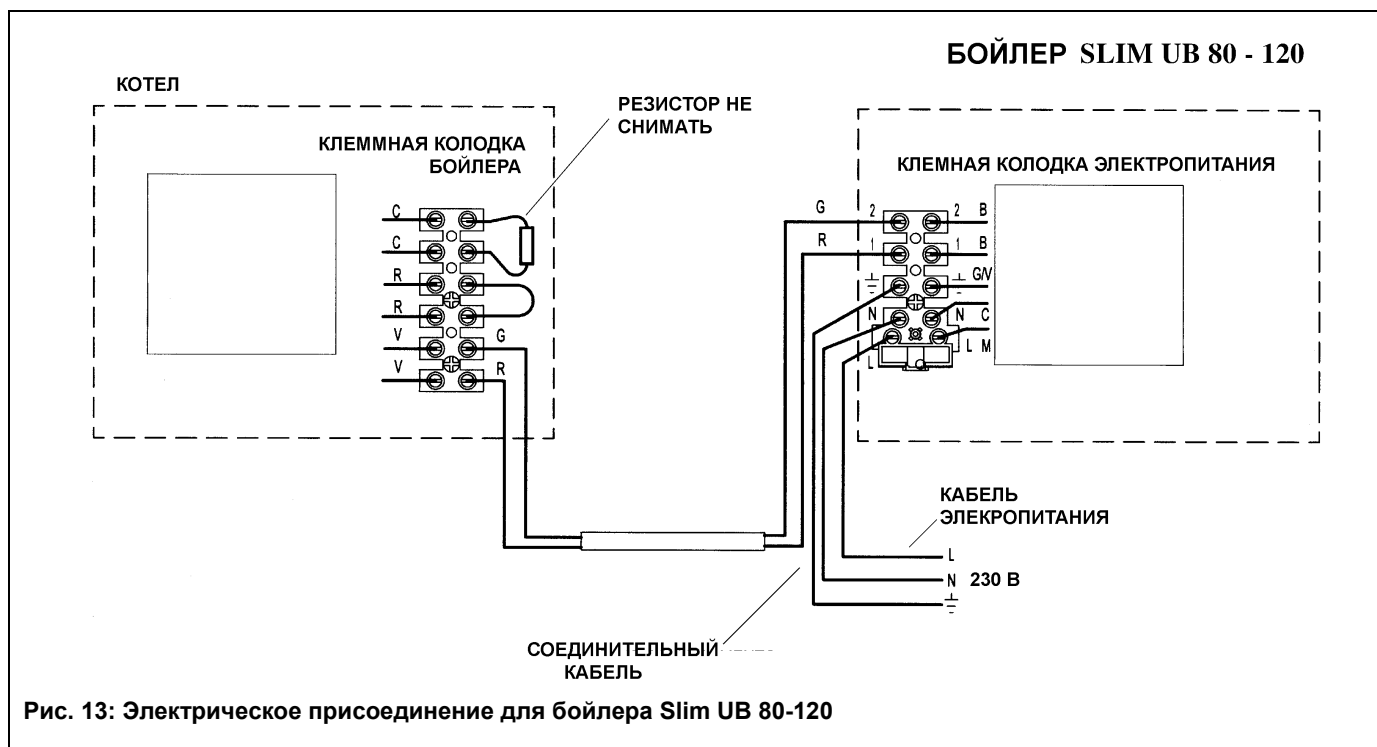 БОЙЛЕР SLIM UB 80 - 120
КОТЕЛ
РЕЗИСТОР НЕ
СНИМАТЬ
КЛЕММНАЯ КОЛОДКА
БОЙЛЕРА
КЛЕМНАЯ КОЛОДКА ЭЛЕКТРОПИТАНИЯ
C
C
R
R
V
V
G
R
G
R
2
1
N
L
2
1
N
L
B
B
G/V
C
M
КАБЕЛЬ
ЭЛЕКРОПИТАНИЯ
L
N 230 В
СОЕДИНИТЕЛЬНЫЙ
КАБЕЛЬ
Рис. 13: Электрическое присоединение для бойлера Slim UB 80-120